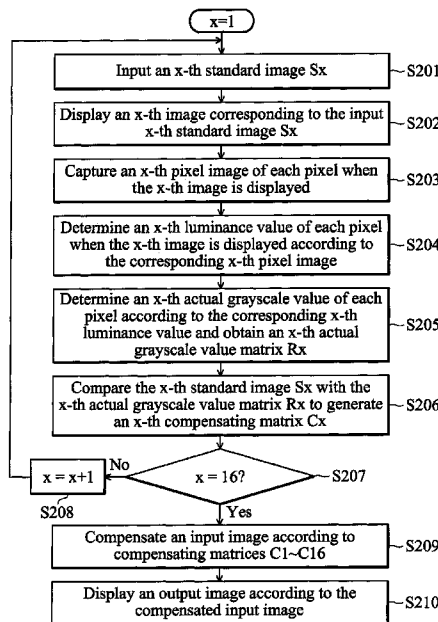 x=1
Input an x-th standard image Sx
S201
Display an x-th image corresponding to the input
x-th standard image Sx
S202
Capture an x-th pixel image of each pixel when
the x-th image is displayed
S203
Determine an x-th luminance value of each pixel
when the x-th image is displayed according to
the corresponding x-th pixel image
S204
Determine an x-th actual grayscale value of each
pixel according to the corresponding x-th
luminance value and obtain an x-th actual
grayscale value matrix Rx
S205
Compare the x-th standard image Sx with the
x-th actual grayscale value matrix Rx to generate
an x-th compensating matrix Cx
S206
x = x+1
No
x = 16?
S207
S208
Yes
Compensate an input image according to
compensating matrices C1~C16
S209
Display an output image according to the
compensated input image
S210